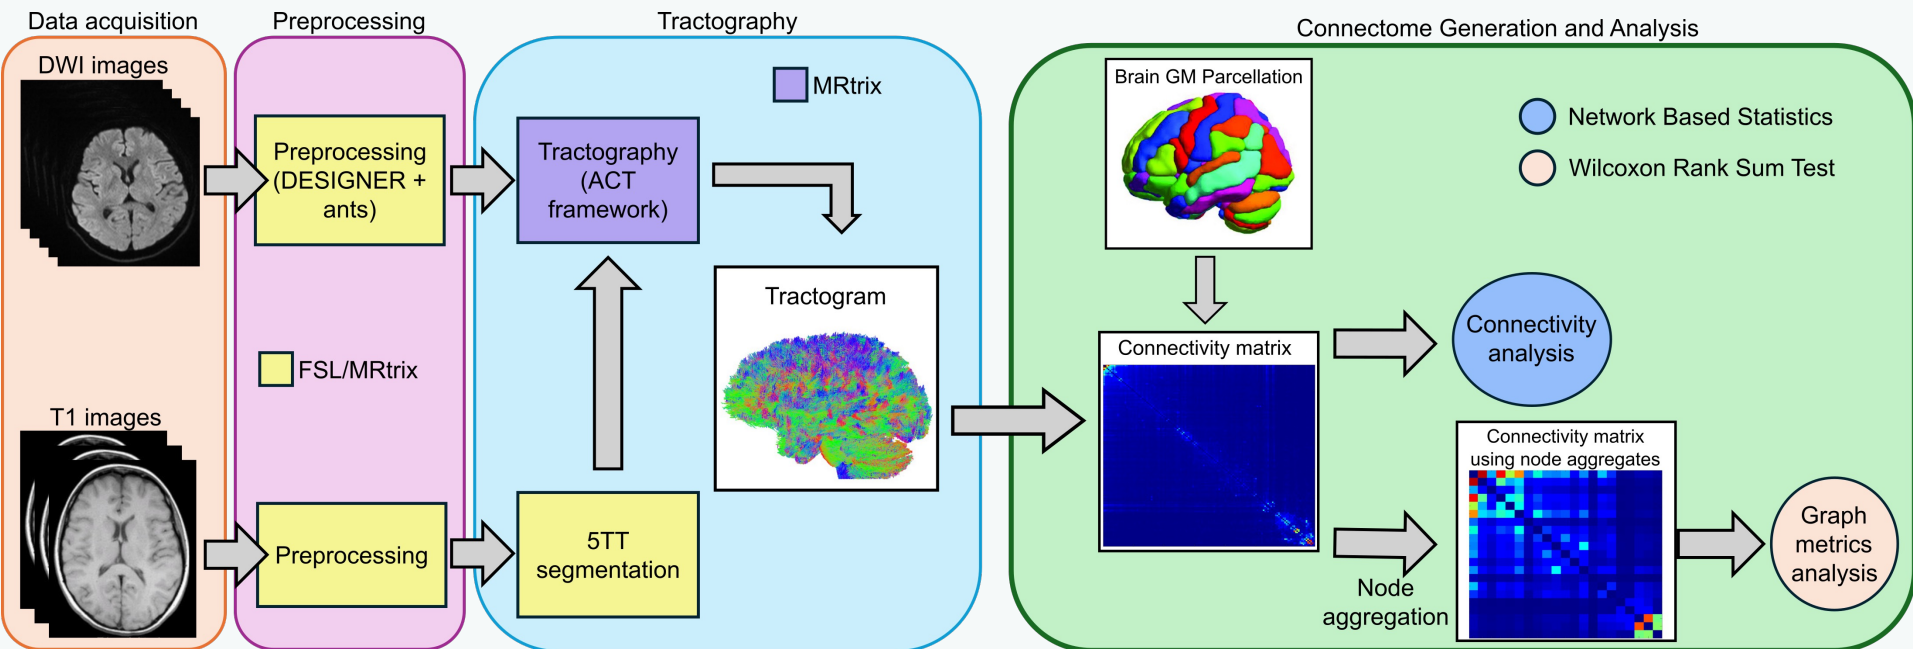 Data acquisition
Preprocessing
Tractography
Connectome Generation and Analysis
DWI images
T1 images
Preprocessing
(DESIGNER +
ants)
FSL/MRtrix
Preprocessing
MRtrix
Tractography
(ACT
framework)
Tractogram
5TT
segmentation
Brain GM Parcellation
Network Based Statistics
Wilcoxon Rank Sum Test
Connectivity matrix
Connectivity
analysis
Node
aggregation
Connectivity matrix
using node aggregates
Graph
metrics
analysis